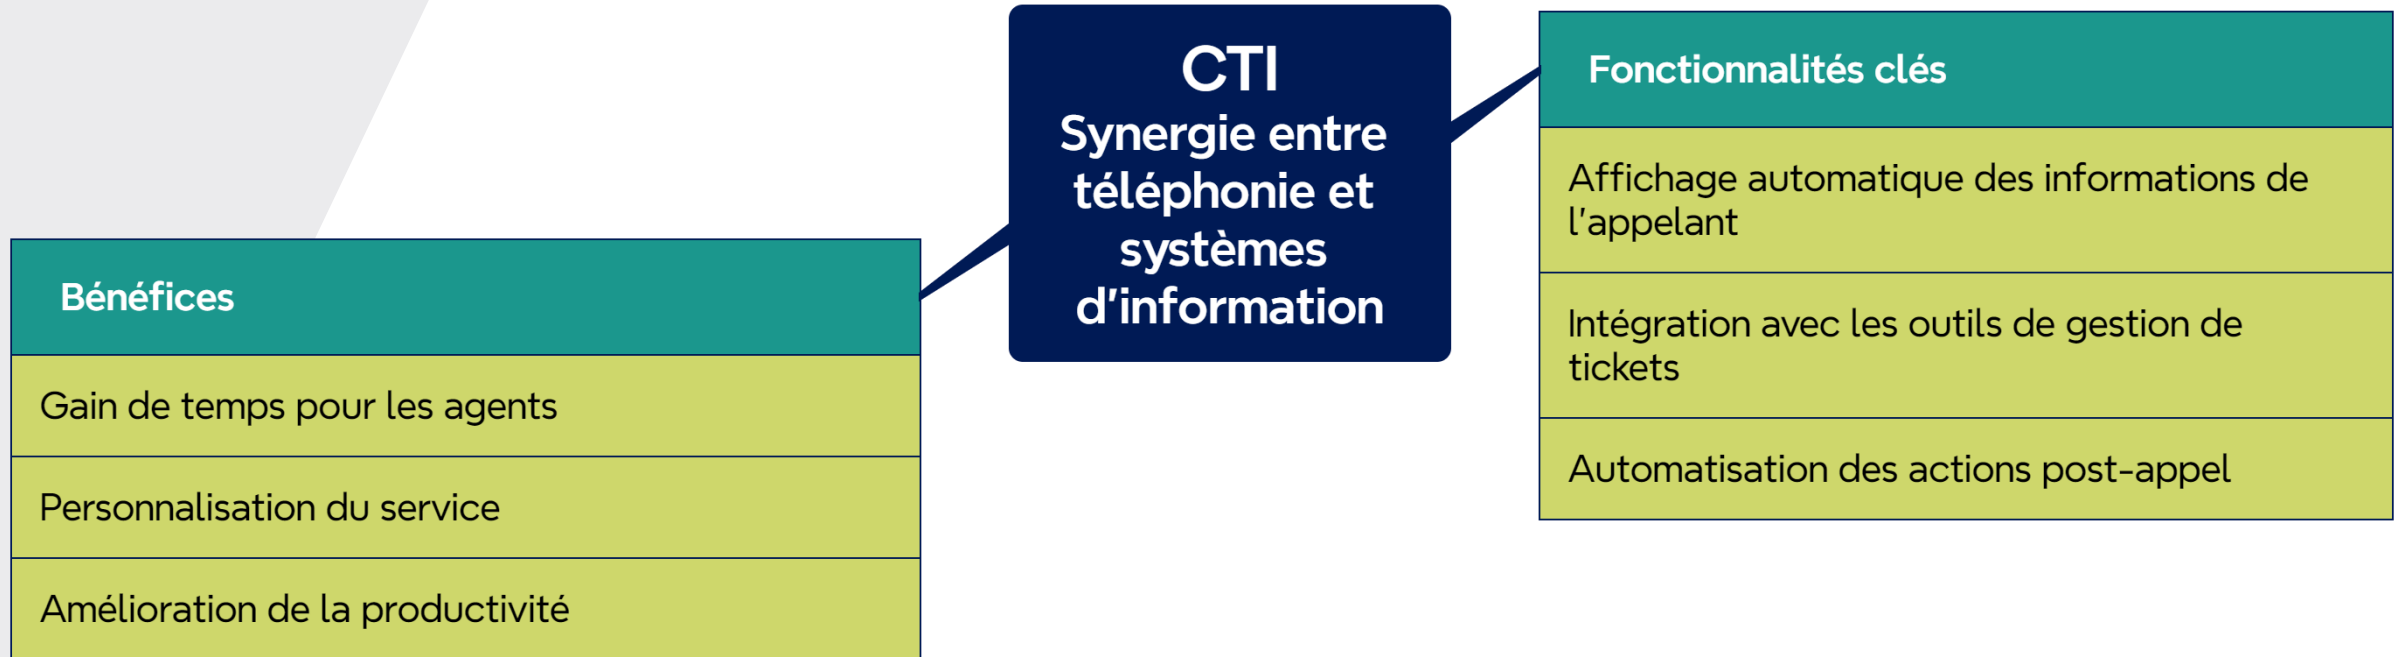 CTI
Synergie entre
téléphonie et
systèmes
d'information
Bénéfices
Gain de temps pour les agents
Personnalisation du service
Amélioration de la productivité
Fonctionnalités clés
Affichage automatique des informations de
l'appelant
Intégration avec les outils de gestion de
tickets
Automatisation des actions post-appel